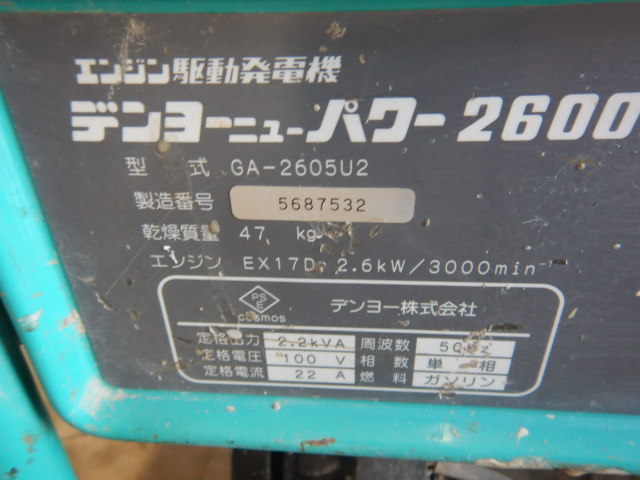 エンジン駆動発電機
デンヨーニューパワー2600
型 式 GA-2605U2
製造番号 5687532
乾燥質量 47 kg
エンジン EX17D 2.6kW/3000min⁻
PSE
cosmos
デンヨー株式会社
定格出力 2.2kVA 周波数 50Hz
定格電圧 100 V 相数 単 相
定格電流 22 A 燃料 ガソリン